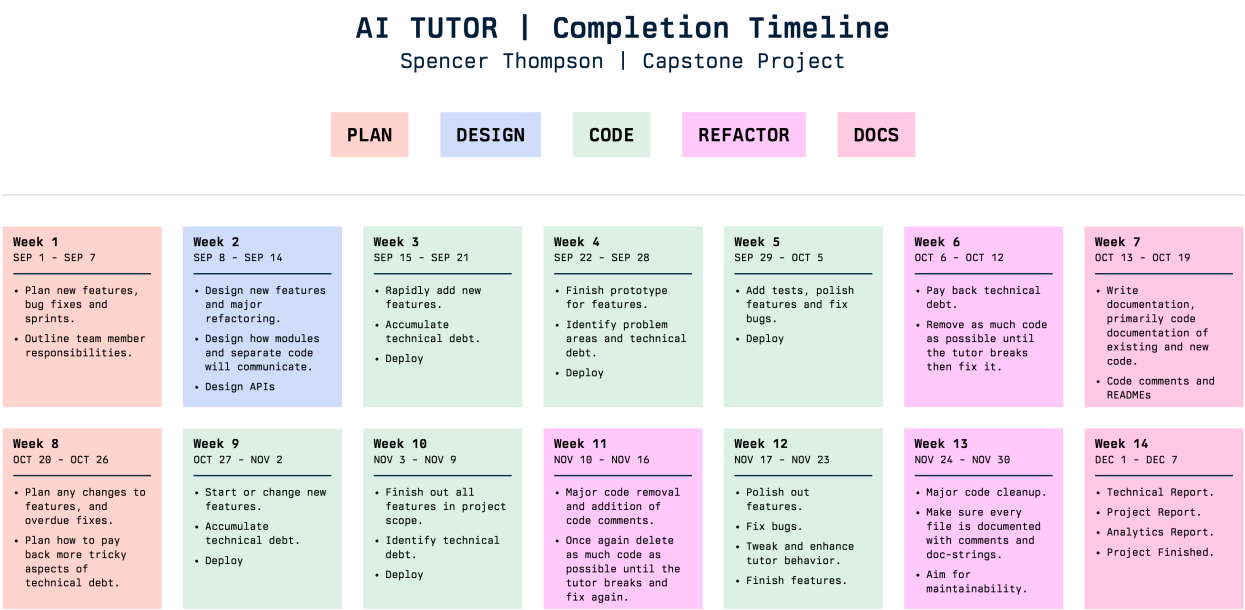 AI TUTOR | Completion Timeline
Spencer Thompson | Capstone Project
PLAN
DESIGN
CODE
REFACTOR
DOCS
Week 1
SEP 1 - SEP 7
• Plan new features,
bug fixes and
sprints.
• Outline team member
responsibilities.
Week 2
SEP 8 - SEP 14
• Design new features
and major
refactoring.
• Design how modules
and separate code
will communicate.
• Design APIs
Week 3
SEP 15 - SEP 21
• Rapidly add new
features.
• Accumulate
technical debt.
• Deploy
Week 4
SEP 22 - SEP 28
• Finish prototype
for features.
• Identify problem
areas and technical
debt.
• Deploy
Week 5
SEP 29 - OCT 5
• Add tests, polish
features and fix
bugs.
• Deploy
Week 6
OCT 6 - OCT 12
• Pay back technical
debt.
• Remove as much code
as possible until
the tutor breaks
then fix it.
Week 7
OCT 13 - OCT 19
• Write
documentation,
primarily code
documentation of
existing and new
code.
• Code comments and
READMEs
Week 8
OCT 20 - OCT 26
• Plan any changes to
features, and
overdue fixes.
• Plan how to pay
back more tricky
aspects of
technical debt.
Week 9
OCT 27 - NOV 2
• Start or change new
features.
• Accumulate
technical debt.
• Deploy
Week 10
NOV 3 - NOV 9
• Finish out all
features in project
scope.
• Identify technical
debt.
• Deploy
Week 11
NOV 10 - NOV 16
• Major code removal
and addition of
code comments.
• Once again delete
as much code as
possible until the
tutor breaks and
fix again.
Week 12
NOV 17 - NOV 23
• Polish out
features.
• Fix bugs.
• Tweak and enhance
tutor behavior.
• Finish features.
Week 13
NOV 24 - NOV 30
• Major code cleanup.
• Make sure every
file is documented
with comments and
doc-strings.
• Aim for
maintainability.
Week 14
DEC 1 - DEC 7
• Technical Report.
• Project Report.
• Analytics Report.
• Project Finished.